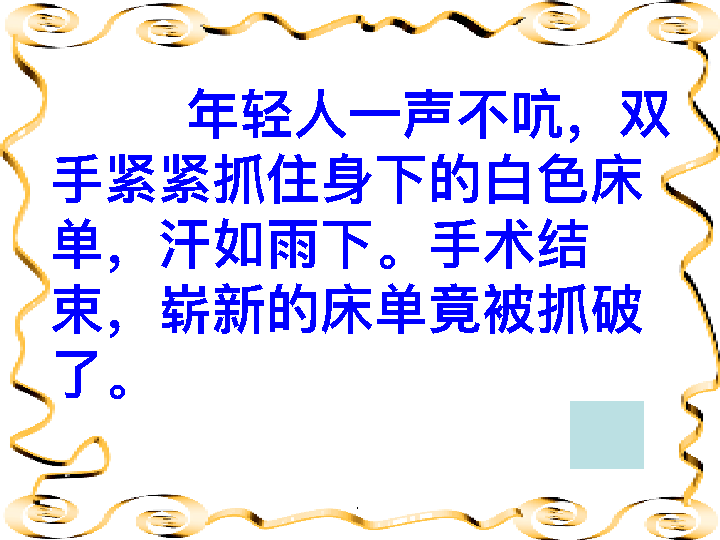 年轻人一声不吭，双
手紧紧抓住身下的白色床
单，汗如雨下。手术结
束，崭新的床单竟被抓破
了。